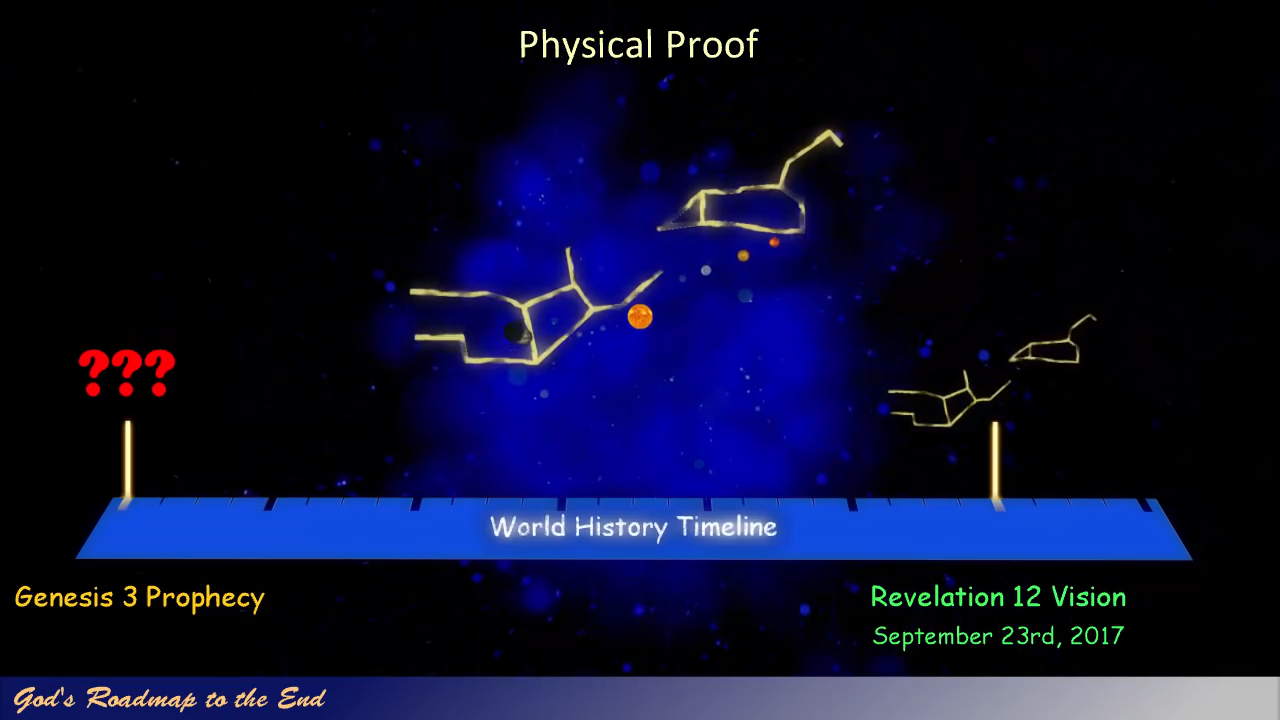 Physical Proof
???
World History Timeline
Genesis 3 Prophecy
Revelation 12 Vision
September 23rd, 2017
God's Roadmap to the End